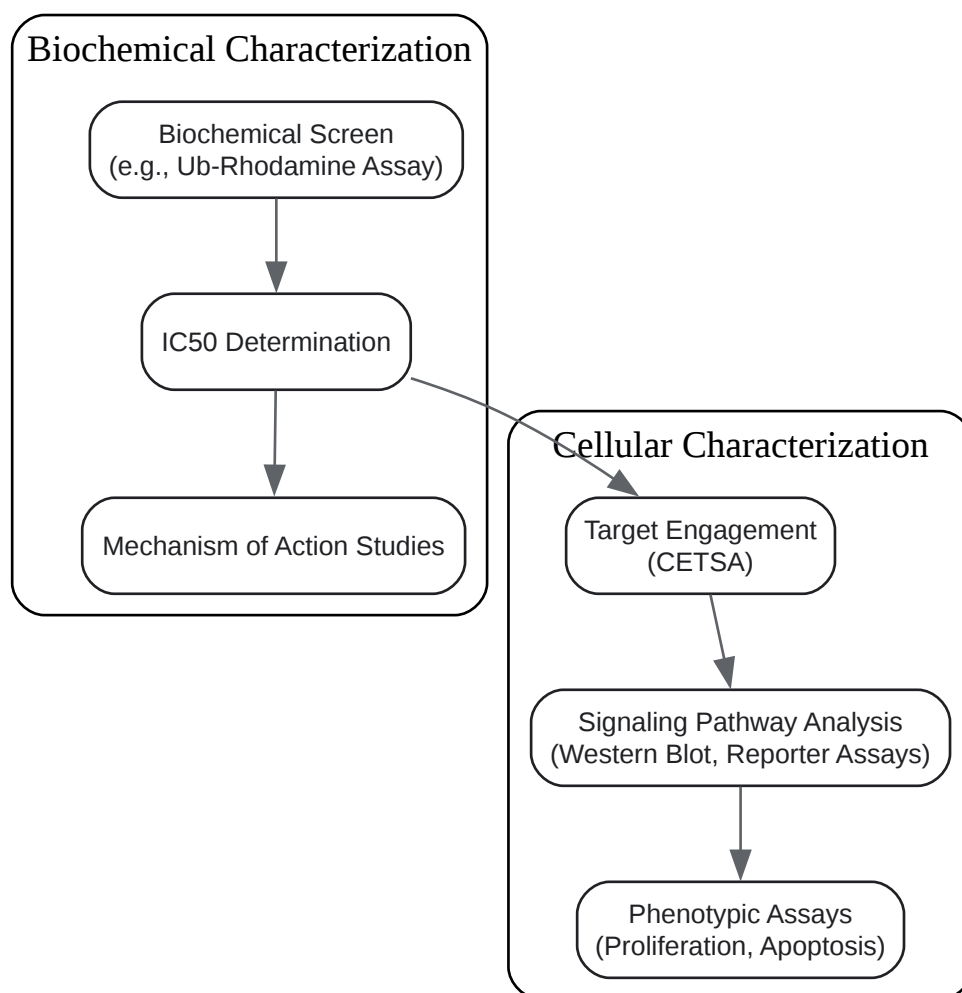 Biochemical Characterization
Biochemical Screen
(e.g., Ub-Rhodamine Assay)
IC50 Determination
Mechanism of Action Studies
Cellular Characterization
Target Engagement
(CETSA)
Signaling Pathway Analysis
(Western Blot, Reporter Assays)
Phenotypic Assays
(Proliferation, Apoptosis)